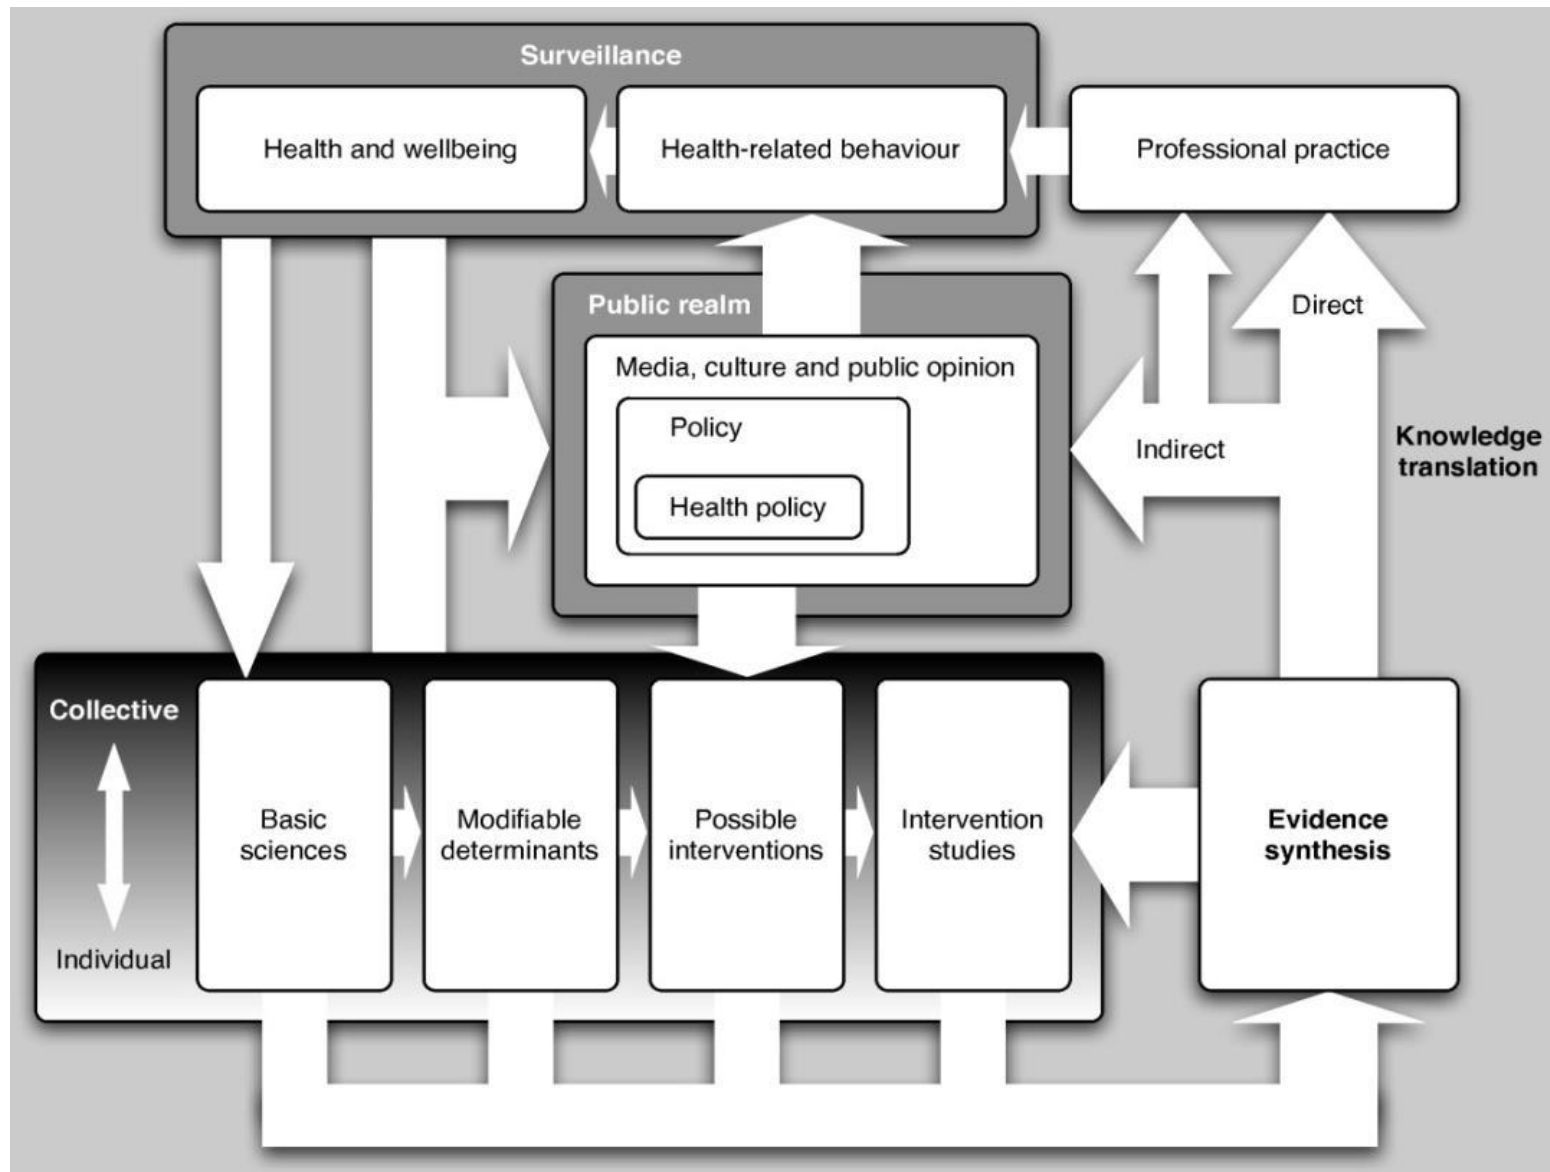 Surveillance
Health and wellbeing
Health-related behaviour
Professional practice
Public realm
Media, culture and public opinion
Policy
Health policy
Direct
Indirect
Knowledge
translation
Collective
Individual
Basic
sciences
Modifiable
determinants
Possible
interventions
Intervention
studies
Evidence
synthesis